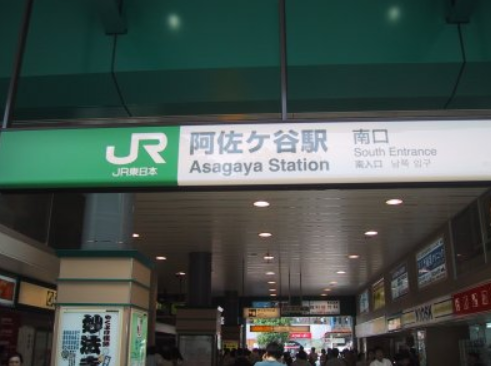 JR
JR東日本
阿佐ケ谷駅
Asagaya Station
南口
South Entrance
南入口 남쪽 입구
KIOSK